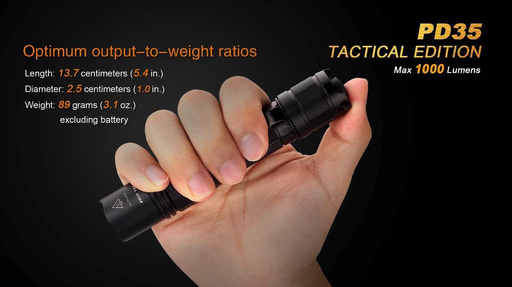 PD35
TACTICAL EDITION
Max 1000 Lumens
Optimum output-to-weight ratios
Length: 13.7 centimeters (5.4 in.)
Diameter: 2.5 centimeters (1.0 in.)
Weight: 89 grams (3.1 oz.)
excluding battery